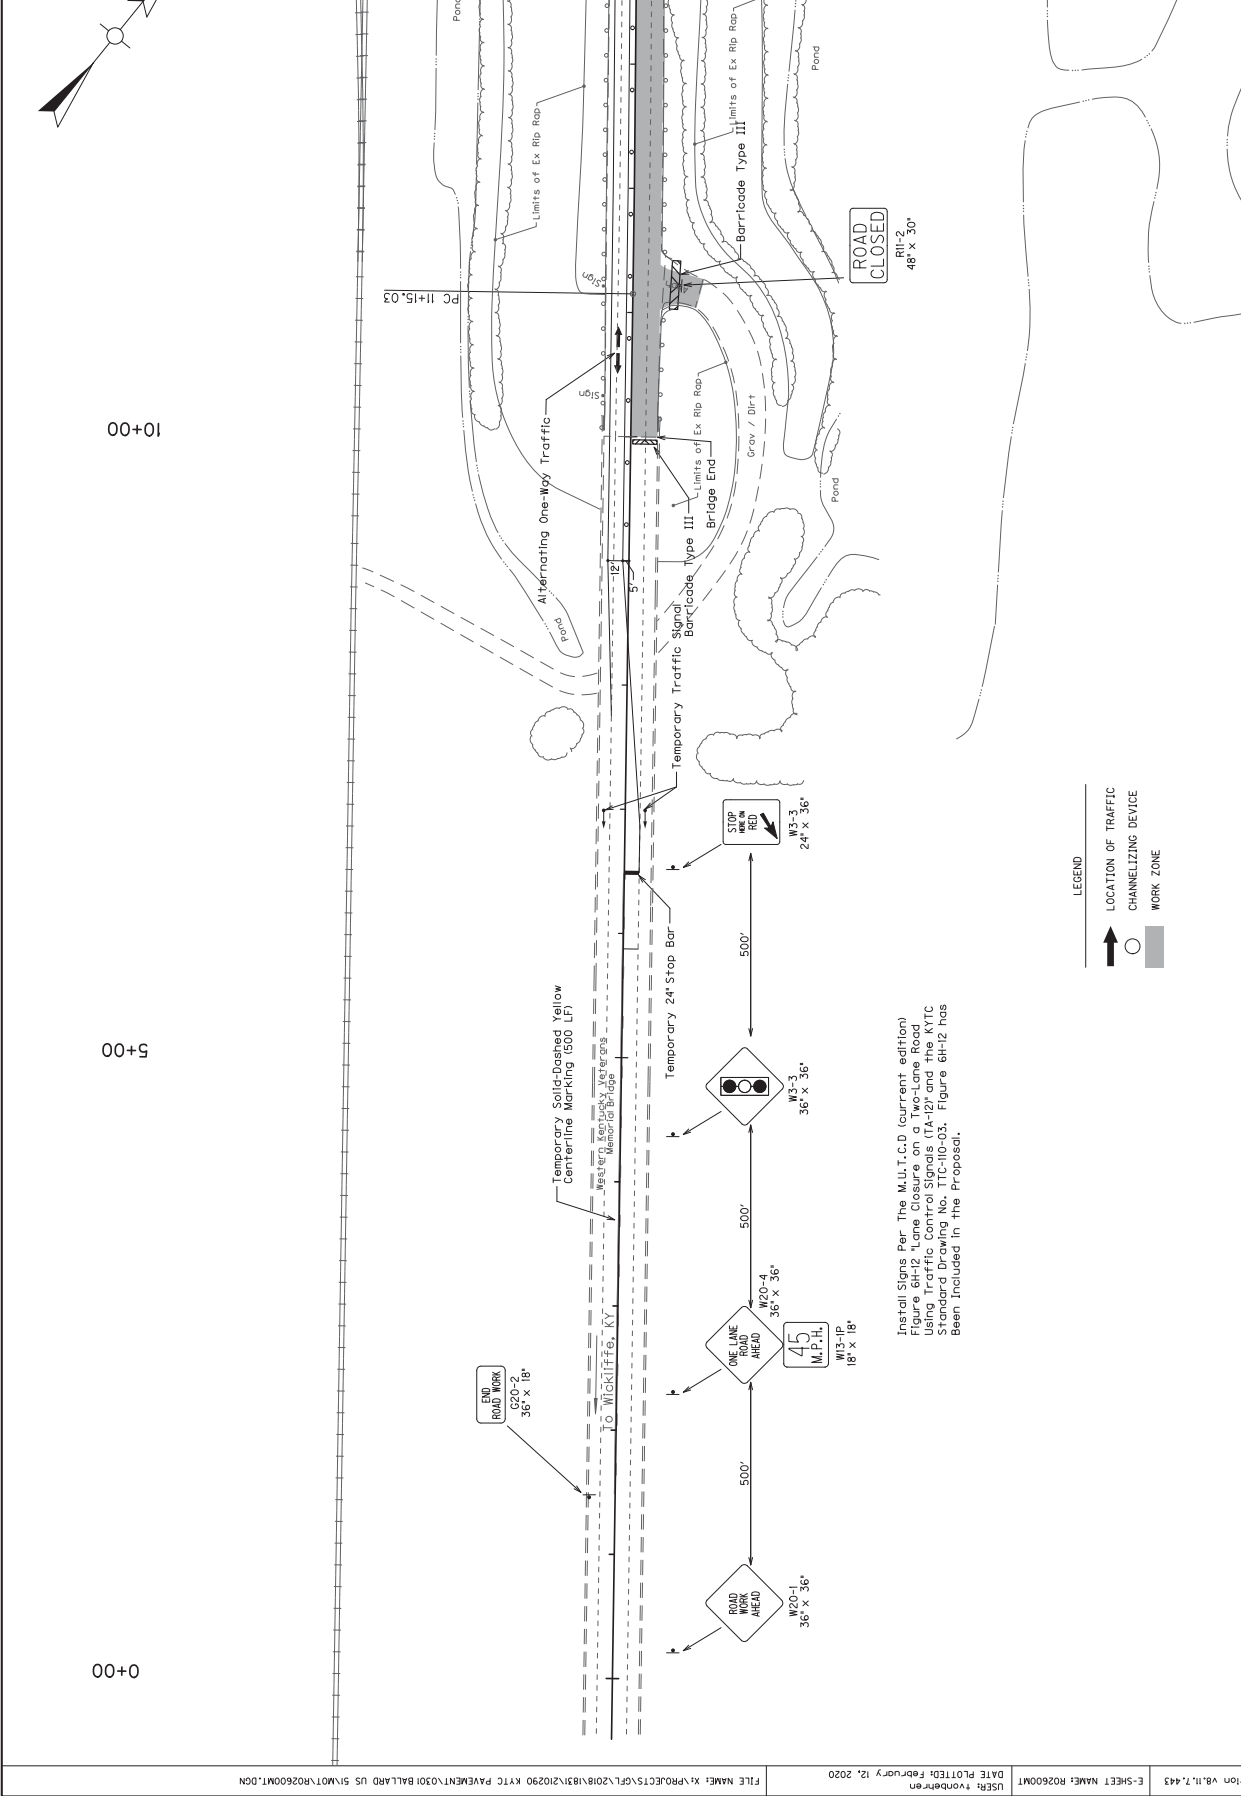 Pond
Limits of Ex Rip Rap
Limits of Ex Rip Rap
Pond
Barricade Type III
ROAD
CLOSED
R11-2
48" x 30"
Sign
Sign
PC 11+15.03
10+00
Alternating One-Way Traffic
Sign
Limits of Ex Rip Rap
Grav / Dirt
Bridge End
Barricade Type III
Pond
Pond
12'
5'
Temporary Traffic Signal
STOP
HERE ON
RED
W3-3
24" x 36"
Temporary 24" Stop Bar
500'
5+00
Temporary Solid-Dashed Yellow
Centerline Marking (500 LF)
Western Kentucky Veterans
Memorial Bridge
W3-3
36" x 36"
500'
ONE LANE
ROAD
AHEAD
W20-4
36" x 36"
45
M.P.H.
W13-1P
18" x 18"
To Wickliffe, KY
END
ROAD WORK
G20-2
36" x 18"
500'
ROAD
WORK
AHEAD
W20-1
36" x 36"
0+00
LEGEND
LOCATION OF TRAFFIC
CHANNELIZING DEVICE
WORK ZONE
Install Signs Per The M.U.T.C.D (current edition)
Figure 6H-12 "Lane Closure on a Two-Lane Road
Using Traffic Control Signals (TA-12)" and the KYTC
Standard Drawing No. TTC-110-03. Figure 6H-12 has
Been Included in the Proposal.
FILE NAME: X:\PROJECTS\GFL\2018\1831\210290 KYTC PAVEMENT\0301 BALLARD US 51\MOT\R02600MT.DGN
USER: tvonbehren
DATE PLOTTED: February 12, 2020
E-SHEET NAME: R02600MT
v8.11.7.443